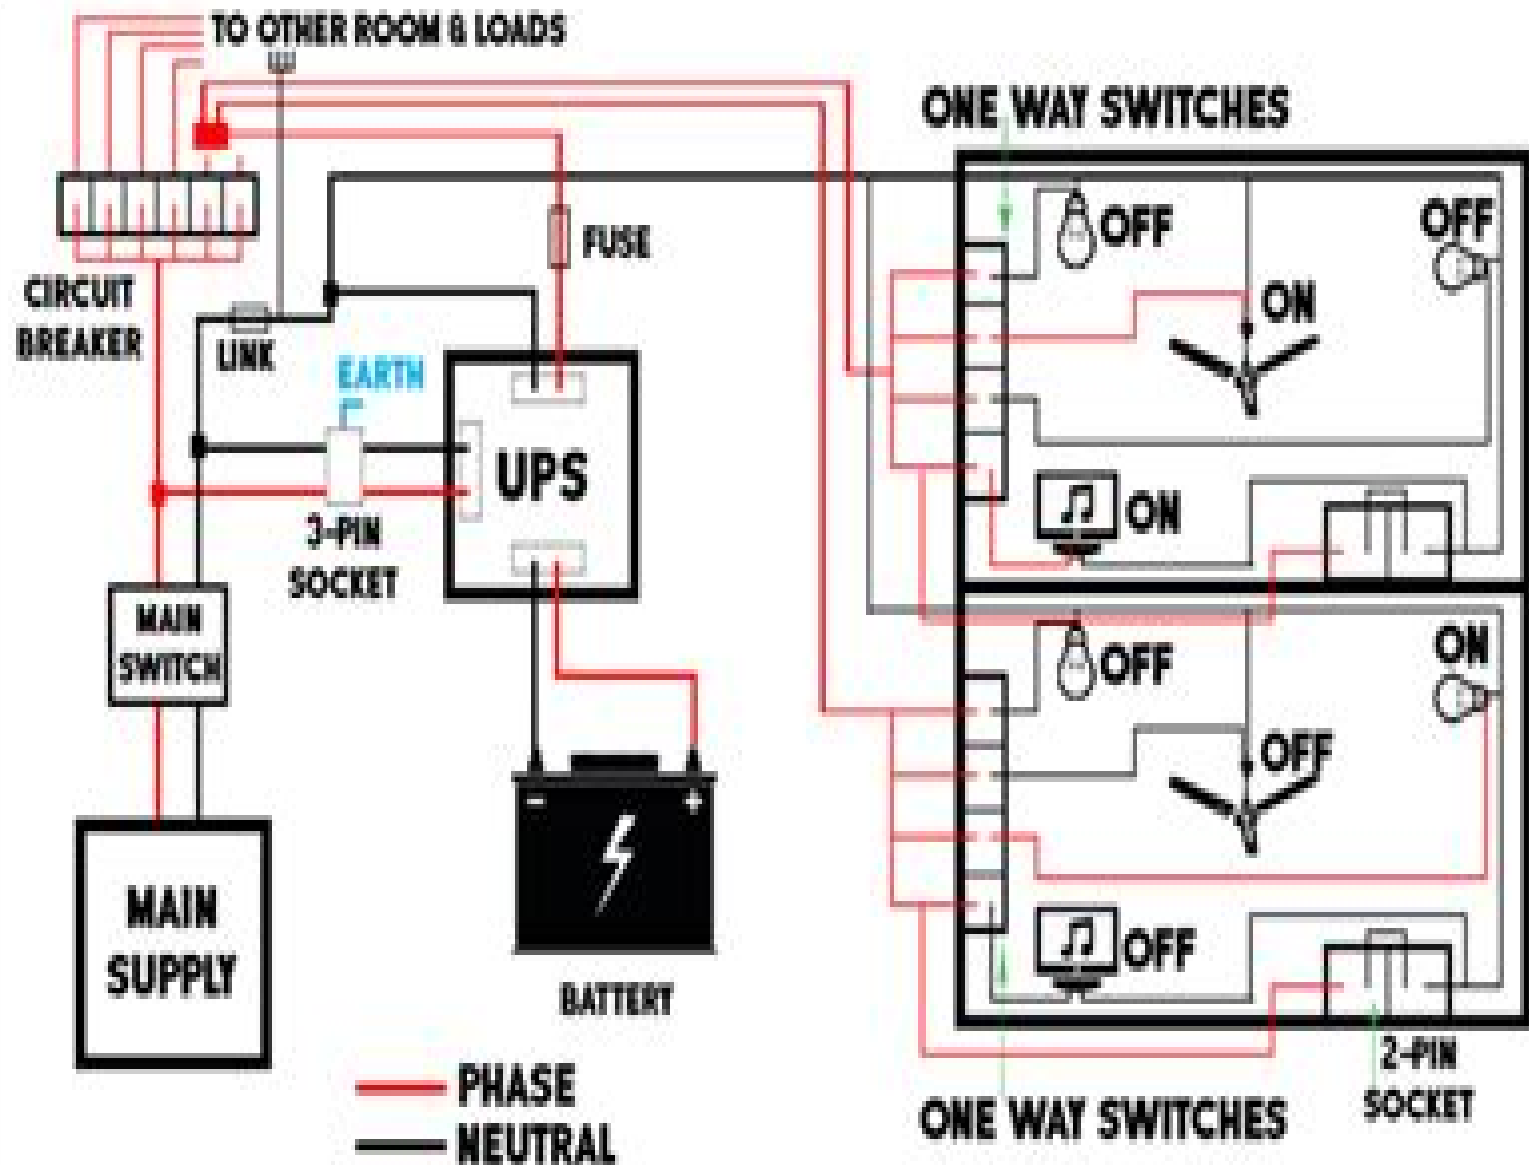 TO OTHER ROOM & LOADS
ONE WAY SWITCHES
OFF
OFF
FUSE
CIRCUIT
BREAKER
ON
LINK
EARTH
UPS
3-PIN
SOCKET
ON
MAIN
SWITCH
OFF
ON
OFF
- +
MAIN
SUPPLY
OFF
BATTERY
2-PIN
SOCKET
PHASE
NEUTRAL
ONE WAY SWITCHES